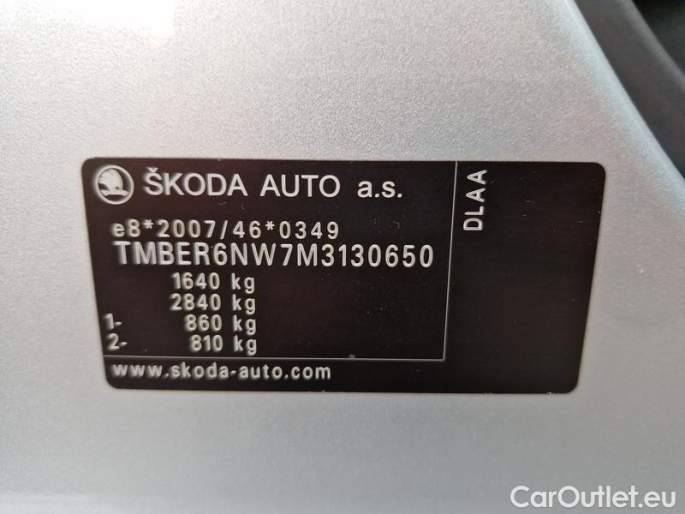 ŠKODA AUTO a.s.
e8*2007/46*0349
TMBER6NW7M3130650
1640 kg
2840 kg
1- 860 kg
2- 810 kg
www.skoda-auto.com
DLAA
CarOutlet.eu